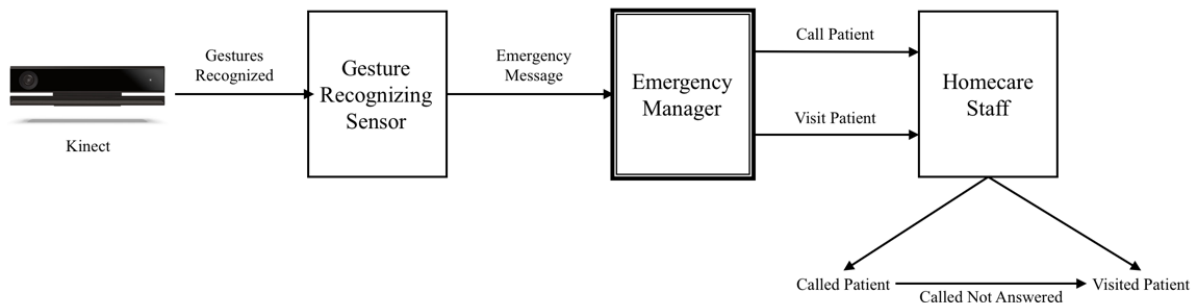 Gestures
Recognized
Kinect
Gesture
Recognizing
Sensor
Emergency
Message
Emergency
Manager
Call Patient
Visit Patient
Homecare
Staff
Called Patient
Called Not Answered
Visited Patient